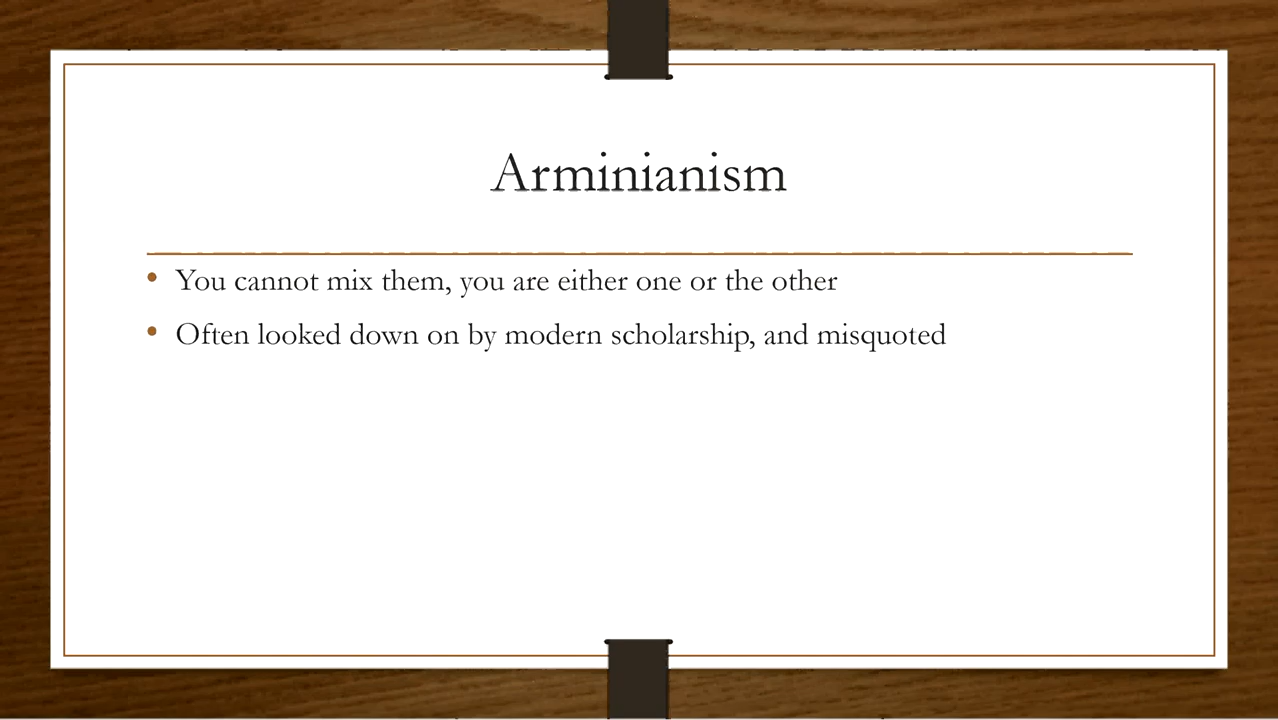 Arminianism
You cannot mix them, you are either one or the other
Often looked down on by modern scholarship, and misquoted